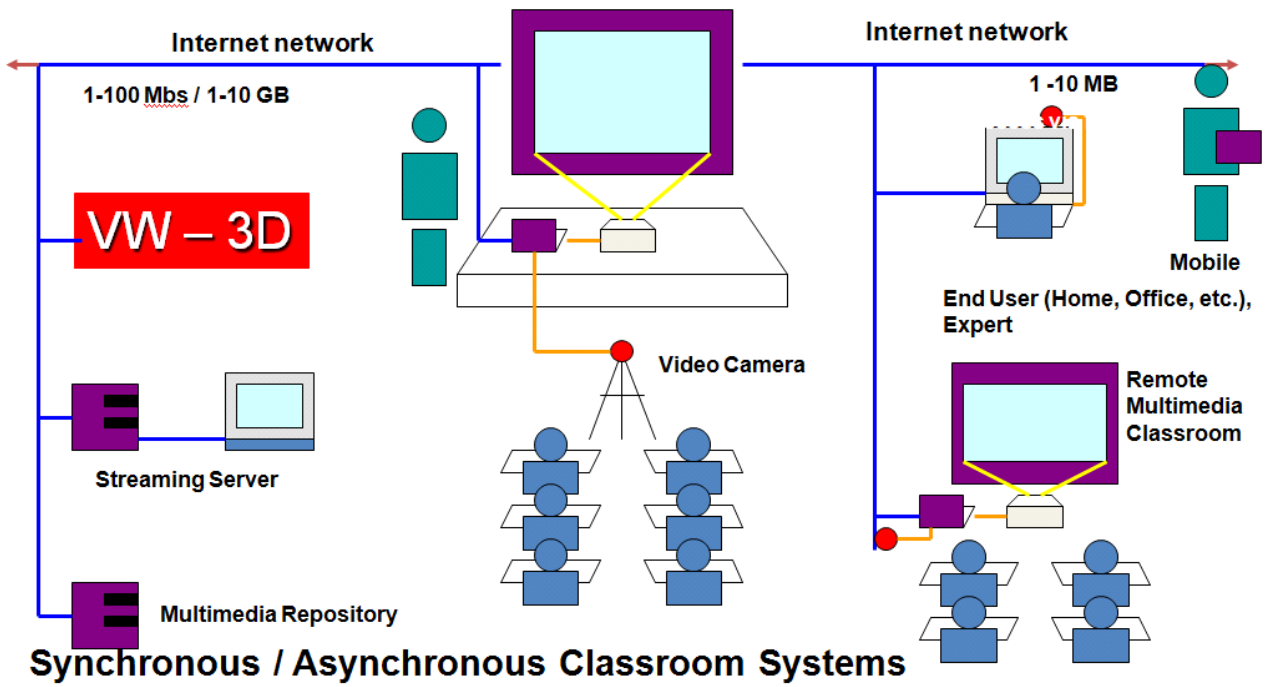 Internet network
Internet network
1-100 Mbs / 1-10 GB
1 -10 MB
V
VW – 3D
Mobile
End User (Home, Office, etc.),
Expert
Video Camera
Remote
Multimedia
Classroom
Streaming Server
Multimedia Repository
Synchronous / Asynchronous Classroom Systems